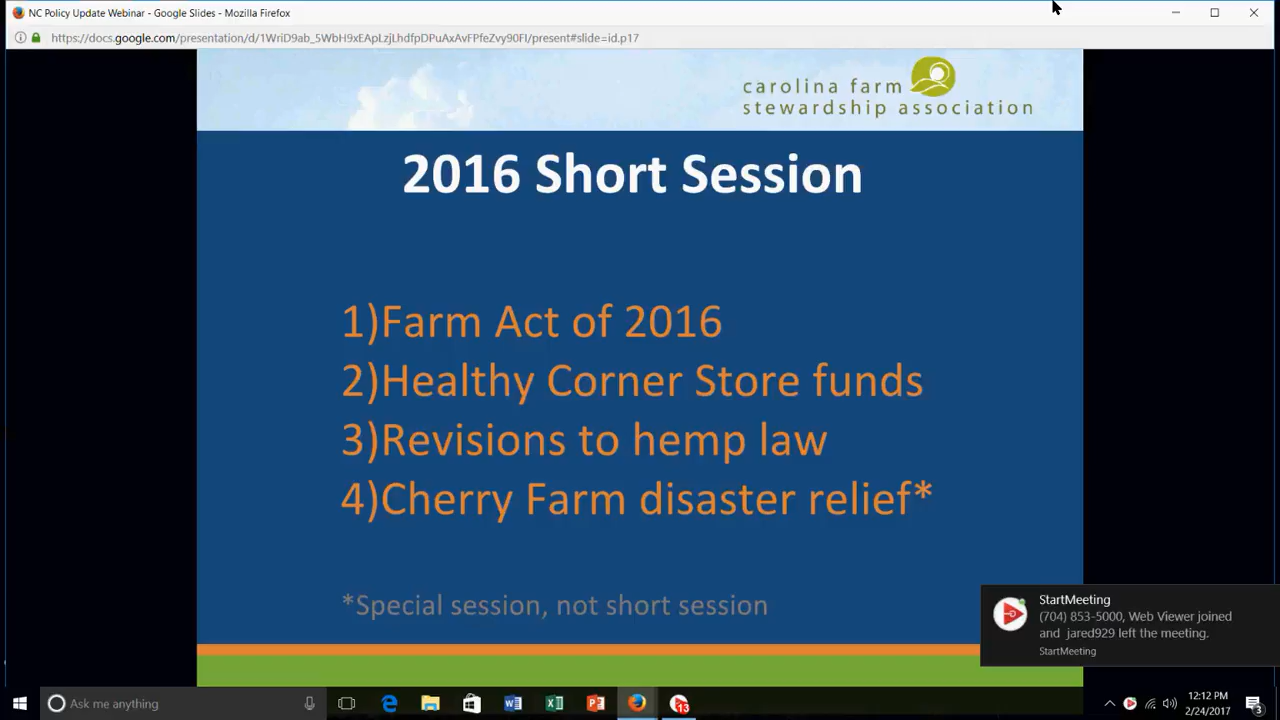 NC Policy Update Webinar - Google Slides - Mozilla Firefox
https://docs.google.com/presentation/d/1WriD9ab_5WbH9xEApLzjLhdfpDPuAxAvFPfeZvy90FI/present#slide=id.p17
carolina farm
stewardship association
2016 Short Session
1)Farm Act of 2016
2)Healthy Corner Store funds
3)Revisions to hemp law
4)Cherry Farm disaster relief*
*Special session, not short session
StartMeeting
(704) 853-5000, Web Viewer joined
and jared929 left the meeting.
StartMeeting
Ask me anything
13
12:12 PM
2/24/2017
3